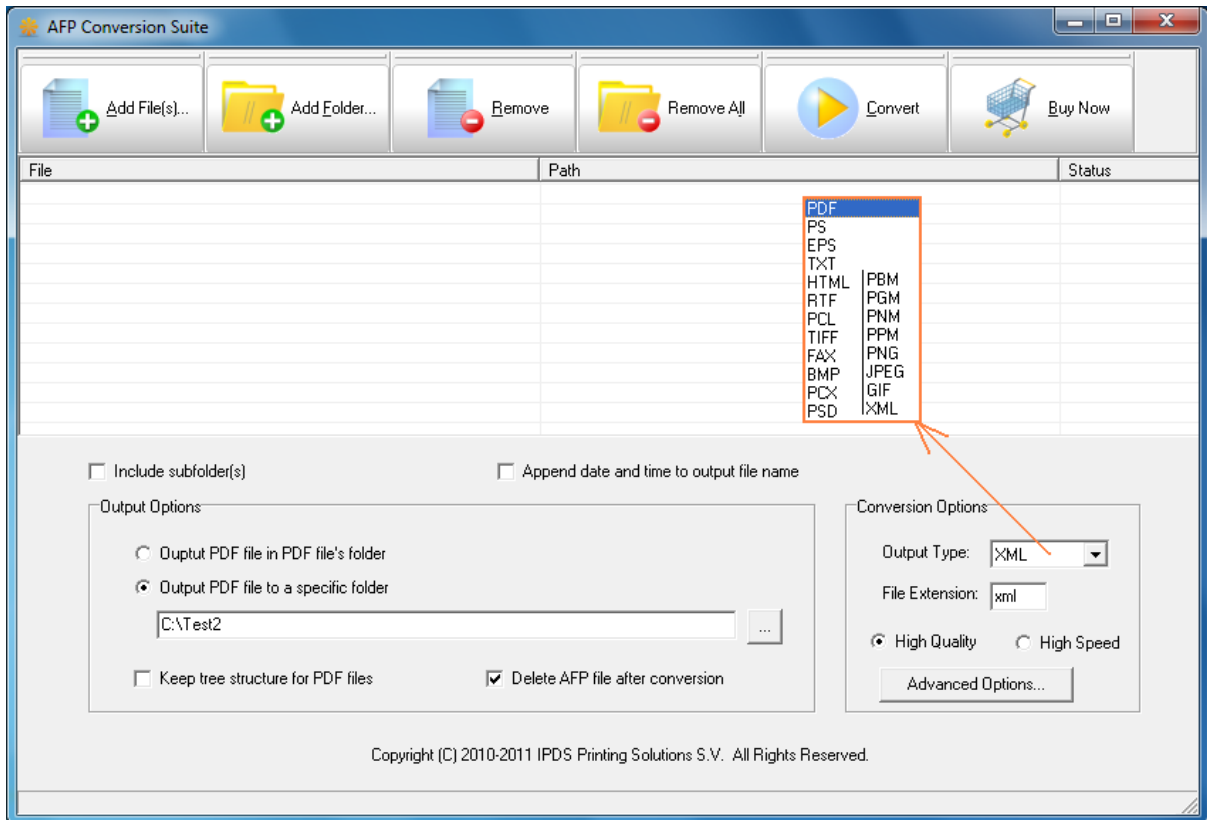 AFP Conversion Suite
Add File(s)... Add Folder... Remove Remove All Convert Buy Now
File Path Status
PDF
PS
EPS
TXT
HTML PBM
RTF PGM
PCL PNM
TIFF PPM
FAX PNG
BMP JPEG
PCX GIF
PSD XML
Include subfolder(s) Append date and time to output file name
Output Options Conversion Options
Ouptut PDF file in PDF file's folder Output Type: XML
Output PDF file to a specific folder File Extension: xml
C:\Test2 ...
High Quality High Speed
Keep tree structure for PDF files Delete AFP file after conversion Advanced Options...
Copyright (C) 2010-2011 IPDS Printing Solutions S.V. All Rights Reserved.